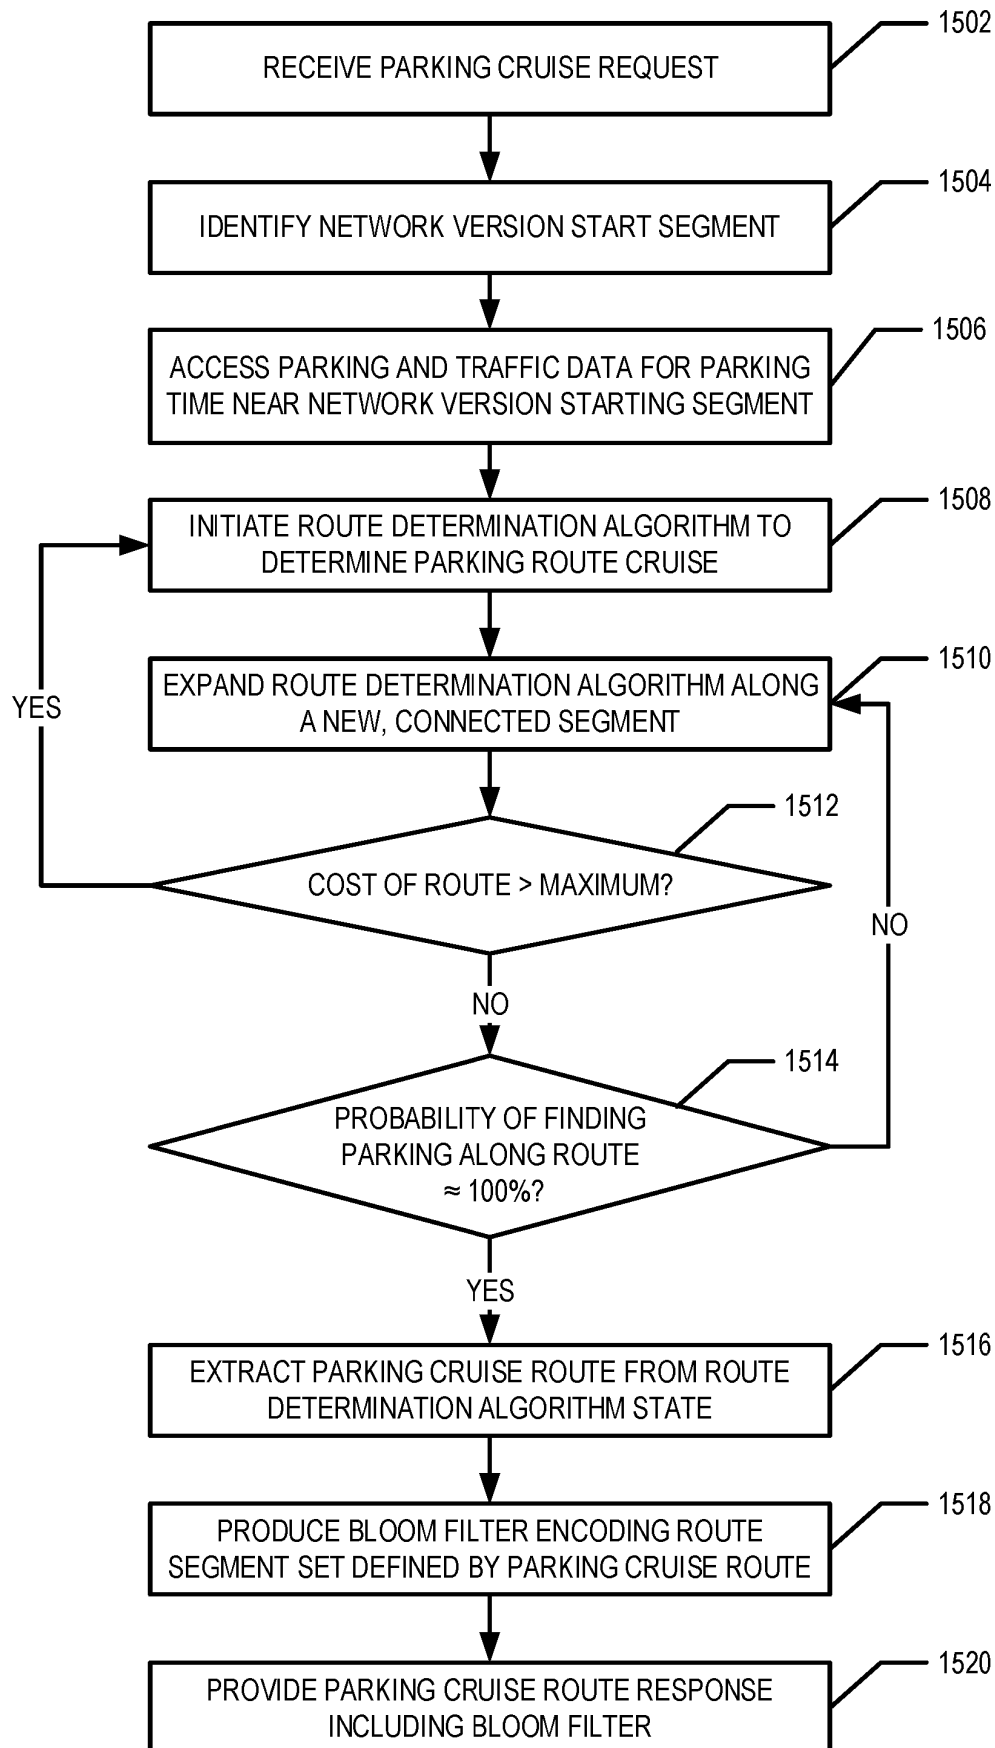 1502
RECEIVE PARKING CRUISE REQUEST
1504
IDENTIFY NETWORK VERSION START SEGMENT
1506
ACCESS PARKING AND TRAFFIC DATA FOR PARKING
TIME NEAR NETWORK VERSION STARTING SEGMENT
1508
INITIATE ROUTE DETERMINATION ALGORITHM TO
DETERMINE PARKING ROUTE CRUISE
1510
EXPAND ROUTE DETERMINATION ALGORITHM ALONG
A NEW, CONNECTED SEGMENT
YES
1512
COST OF ROUTE > MAXIMUM?
NO
NO
1514
PROBABILITY OF FINDING
PARKING ALONG ROUTE
≈ 100%?
YES
1516
EXTRACT PARKING CRUISE ROUTE FROM ROUTE
DETERMINATION ALGORITHM STATE
1518
PRODUCE BLOOM FILTER ENCODING ROUTE
SEGMENT SET DEFINED BY PARKING CRUISE ROUTE
1520
PROVIDE PARKING CRUISE ROUTE RESPONSE
INCLUDING BLOOM FILTER